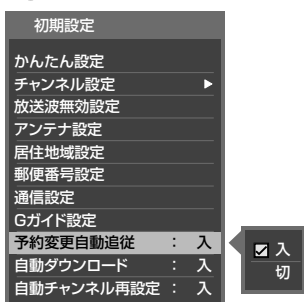 初期設定
かんたん設定
チャンネル設定
放送波無効設定
アンテナ設定
居住地域設定
郵便番号設定
通信設定
Gガイド設定
予約変更自動追従 ： 入
自動ダウンロード ： 入
自動チャンネル再設定 ： 入
入
切